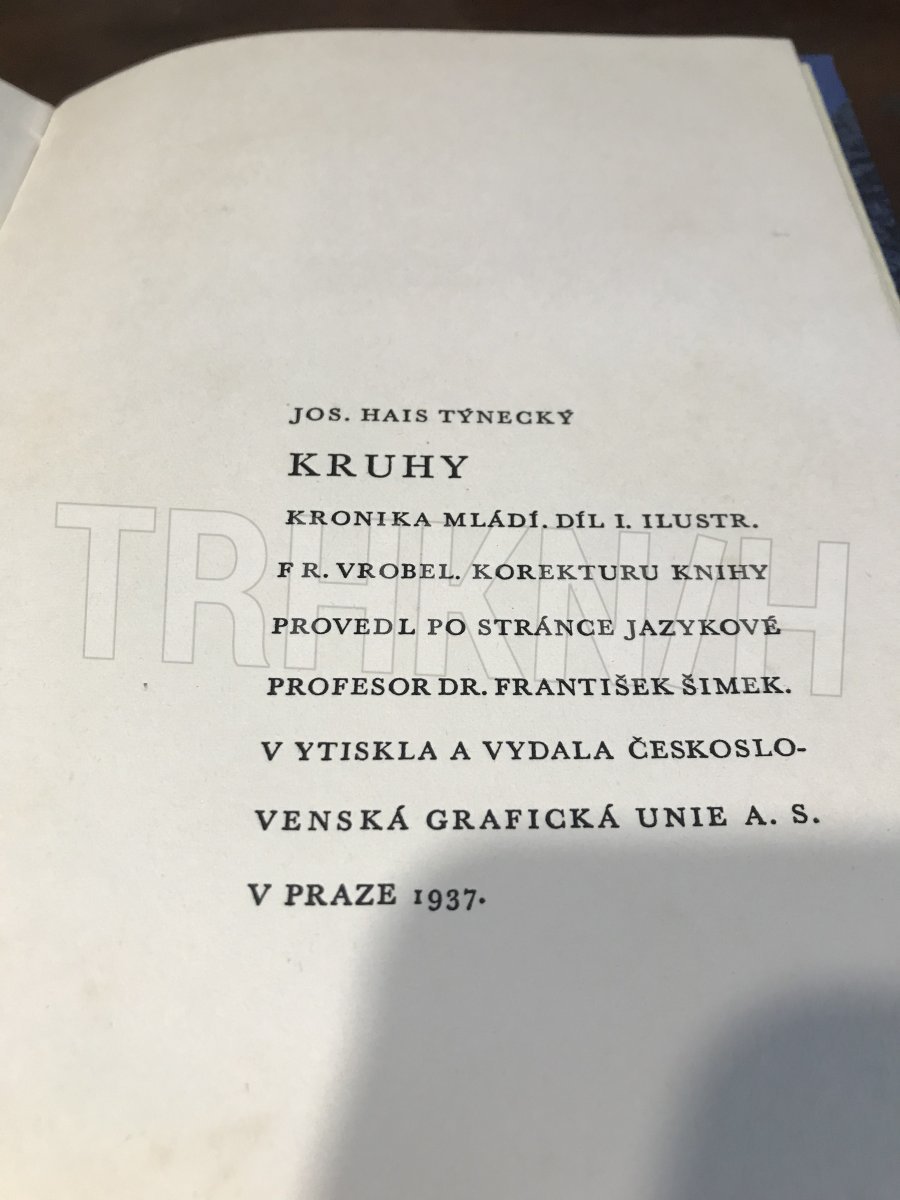 JOS. HAIS TÝNECKÝ
KRUHY
KRONIKA MLÁDÍ. DÍL I. ILUSTR.
FR. VROBEL. KOREKTURU KNIHY
PROVEDL PO STRÁNCE JAZYKOVÉ
PROFESOR DR. FRANTIŠEK ŠIMEK.
VYTISKLA A VYDALA ČESKOSLO-
VENSKÁ GRAFICKÁ UNIE A. S.
V PRAZE 1937.
TRHKNIH